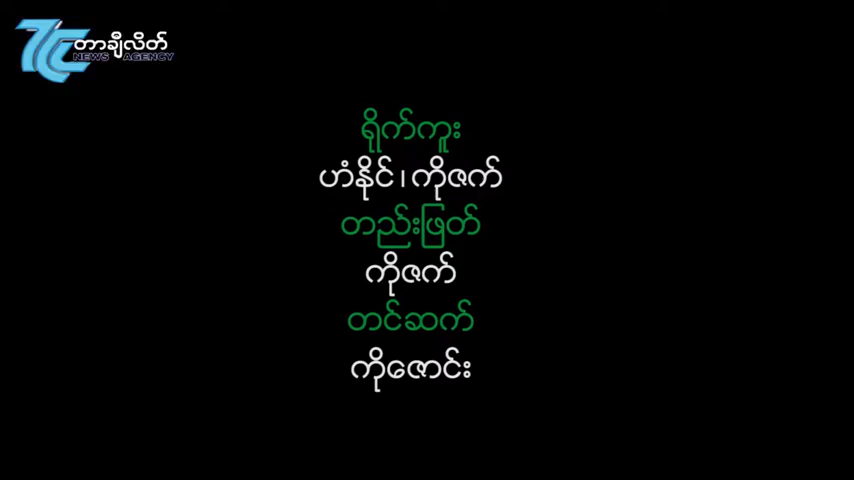 တာချီလိတ်
NEWS AGENCY
ရိုက်ကူး
ဟံနိုင်၊ကိုဇက်
တည်းဖြတ်
ကိုဇက်
တင်ဆက်
ကိုဇောင်း